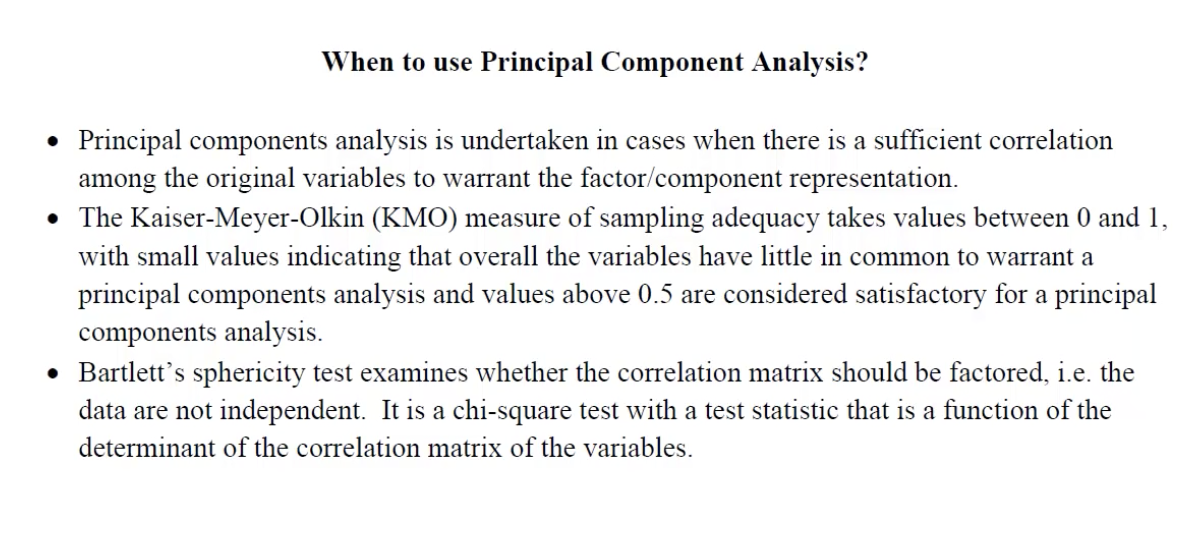 When to use Principal Component Analysis?
• Principal components analysis is undertaken in cases when there is a sufficient correlation
among the original variables to warrant the factor/component representation.
• The Kaiser-Meyer-Olkin (KMO) measure of sampling adequacy takes values between 0 and 1,
with small values indicating that overall the variables have little in common to warrant a
principal components analysis and values above 0.5 are considered satisfactory for a principal
components analysis.
• Bartlett’s sphericity test examines whether the correlation matrix should be factored, i.e. the
data are not independent.  It is a chi-square test with a test statistic that is a function of the
determinant of the correlation matrix of the variables.